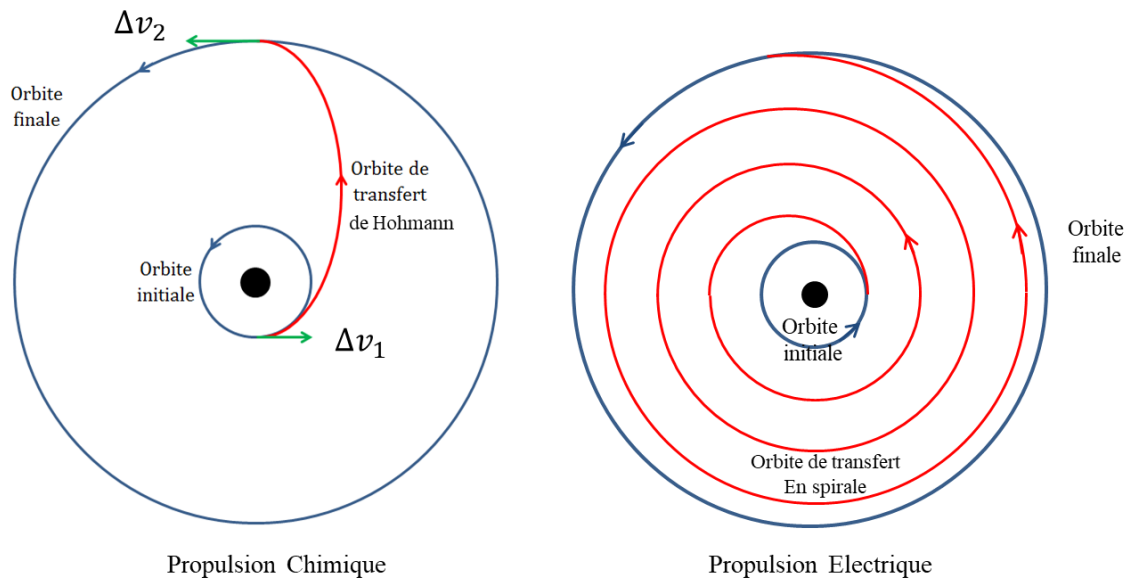 Δv₂
Orbite
finale
Orbite de
transfert
de Hohmann
Orbite
initiale
Δv₁
Propulsion Chimique
Orbite
finale
Orbite
initiale
Orbite de transfert
En spirale
Propulsion Electrique